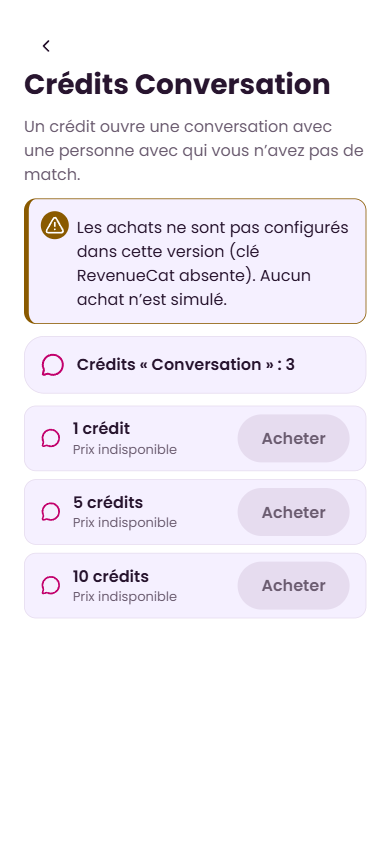 Crédits Conversation
Un crédit ouvre une conversation avec
une personne avec qui vous n’avez pas de
match.
Les achats ne sont pas configurés
dans cette version (clé
RevenueCat absente). Aucun
achat n’est simulé.
Crédits « Conversation » : 3
1 crédit
Prix indisponible
Acheter
5 crédits
Prix indisponible
Acheter
10 crédits
Prix indisponible
Acheter